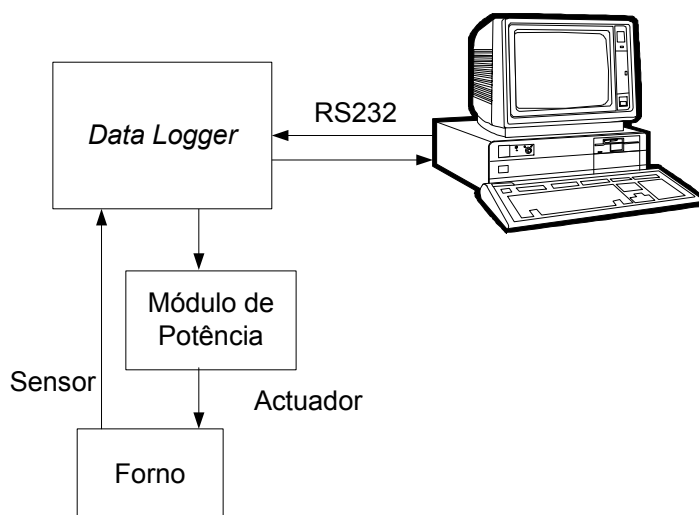 RS232
Data Logger
Módulo de
Potência
Sensor
Actuador
Forno